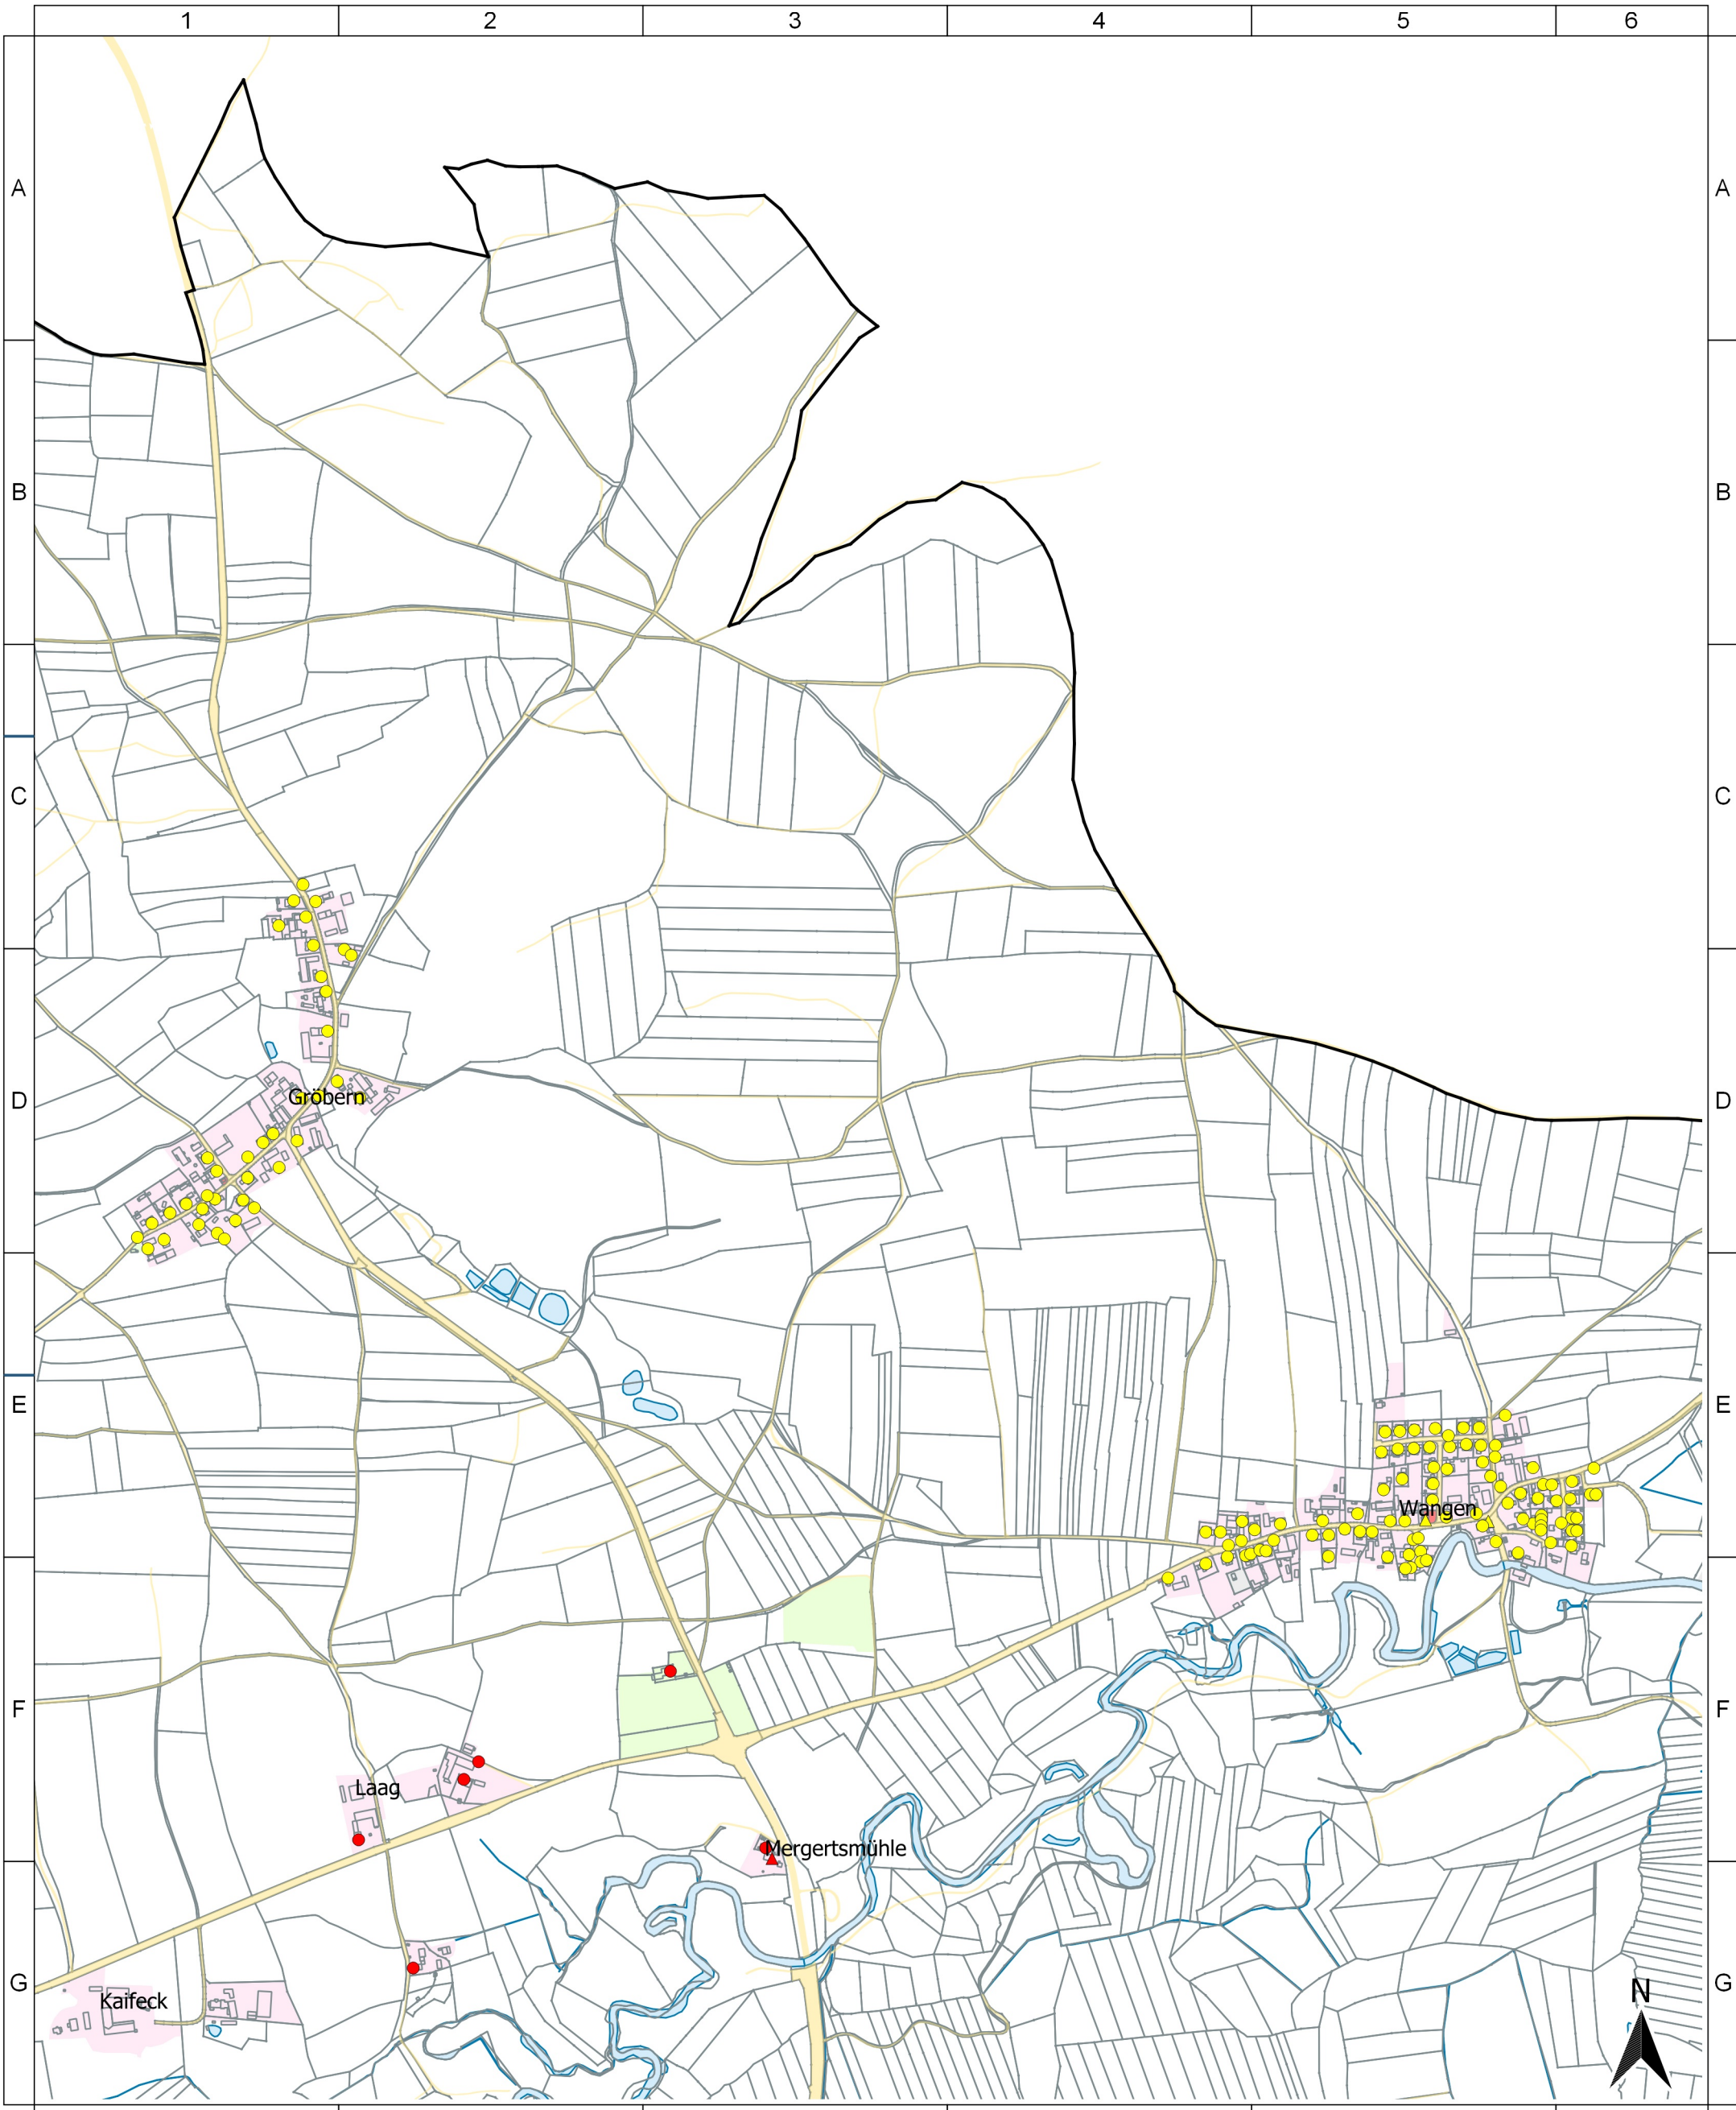 1 2 3 4 5 6
A A
B B
C C
Gröbern
D D
E E
Wangen
F F
Laag
Mergertsmühle
G G
Kaifeck
N